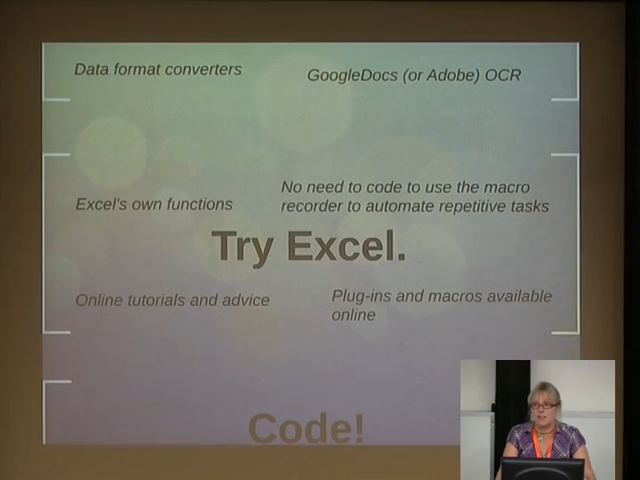 Data format converters
GoogleDocs (or Adobe) OCR
Excel's own functions
No need to code to use the macro
recorder to automate repetitive tasks
Try Excel.
Online tutorials and advice
Plug-ins and macros available
online
Code!